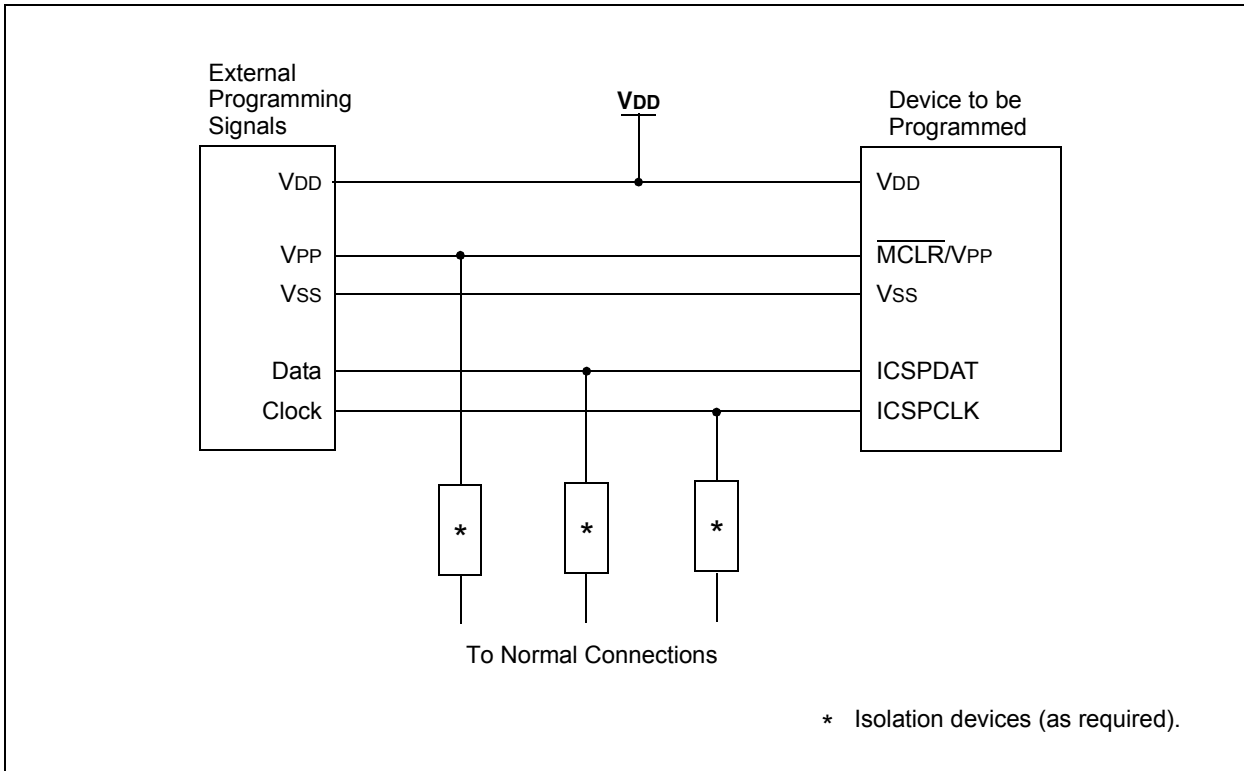 External
Programming
Signals
VDD
Device to be
Programmed
VDD
VDD
VPP
MCLR/VPP
VSS
VSS
Data
ICSPDAT
Clock
ICSPCLK
* * *
To Normal Connections
* Isolation devices (as required).